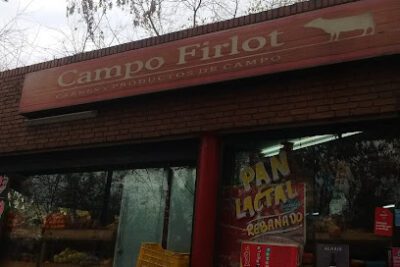 Campo Firlot
CARNES Y PRODUCTOS DE CAMPO
PAN
LACTAL
REBANADO